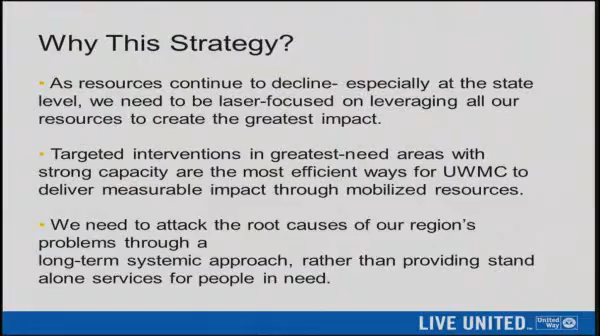 Why This Strategy?
• As resources continue to decline- especially at the state
level, we need to be laser-focused on leveraging all our
resources to create the greatest impact.
• Targeted interventions in greatest-need areas with
strong capacity are the most efficient ways for UWMC to
deliver measurable impact through mobilized resources.
• We need to attack the root causes of our region's
problems through a
long-term systemic approach, rather than providing stand
alone services for people in need.
LIVE UNITED™
United
Way